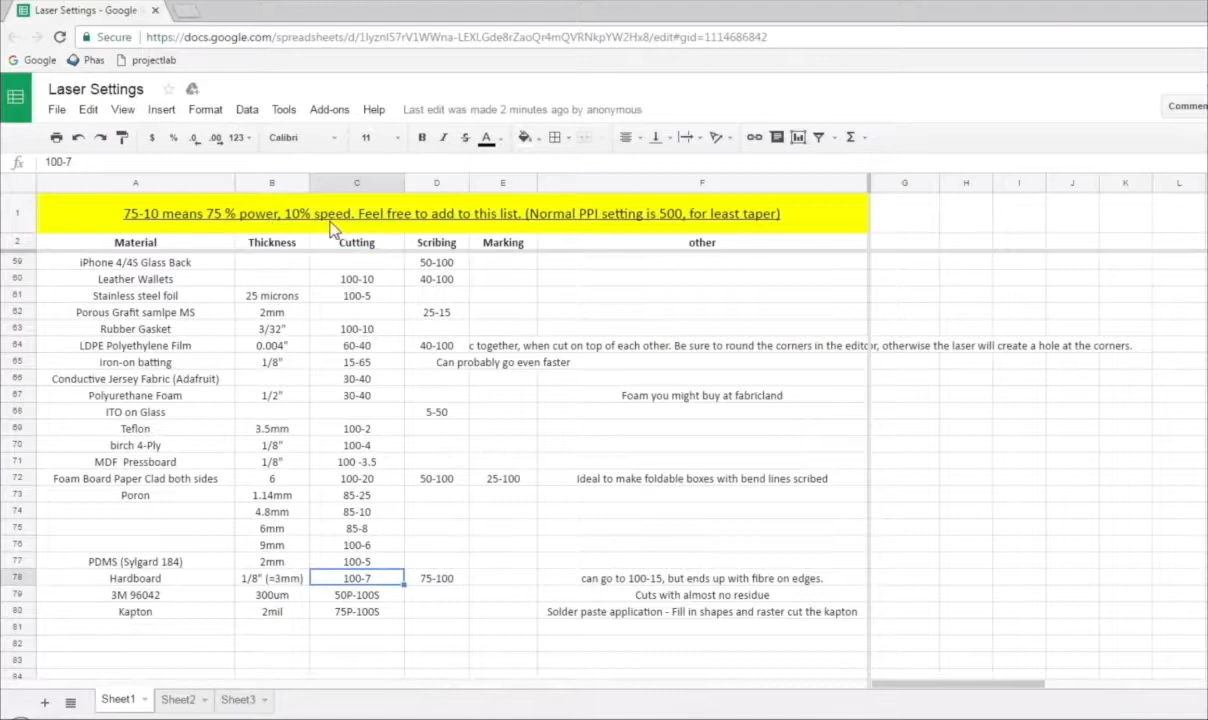 Laser Settings - Google
Secure https://docs.google.com/spreadsheets/d/1IyznI57rV1WWna-LEXLGde8rZaoQr4mQVRNkpYW2Hx8/edit#gid=1114686842
Google Phas projectlab
Laser Settings
File Edit View Insert Format Data Tools Add-ons Help Last edit was made 2 minutes ago by anonymous
Commen
$ % .0 .00 123 Calibri 11 B I S A Σ
fx 100-7
A B C D E F G H I J K L
1 75-10 means 75 % power, 10% speed. Feel free to add to this list. (Normal PPI setting is 500, for least taper)
2 Material Thickness Cutting Scribing Marking other
59 iPhone 4/4S Glass Back 50-100
60 Leather Wallets 100-10 40-100
61 Stainless steel foil 25 microns 100-5
62 Porous Grafit samlpe MS 2mm 25-15
63 Rubber Gasket 3/32" 100-10
64 LDPE Polyethylene Film 0.004" 60-40 40-100 c together, when cut on top of each other. Be sure to round the corners in the editor, otherwise the laser will create a hole at the corners.
65 Iron-on batting 1/8" 15-65 Can probably go even faster
66 Conductive Jersey Fabric (Adafruit) 30-40
67 Polyurethane Foam 1/2" 30-40 Foam you might buy at fabricland
68 ITO on Glass 5-50
69 Teflon 3.5mm 100-2
70 birch 4-Ply 1/8" 100-4
71 MDF Pressboard 1/8" 100 -3.5
72 Foam Board Paper Clad both sides 6 100-20 50-100 25-100 Ideal to make foldable boxes with bend lines scribed
73 Poron 1.14mm 85-25
74 4.8mm 85-10
75 6mm 85-8
76 9mm 100-6
77 PDMS (Sylgard 184) 2mm 100-5
78 Hardboard 1/8" (=3mm) 100-7 75-100 can go to 100-15, but ends up with fibre on edges.
79 3M 96042 300um 50P-100S Cuts with almost no residue
80 Kapton 2mil 75P-100S Solder paste application - Fill in shapes and raster cut the kapton
81
82
83
84
Sheet1 Sheet2 Sheet3